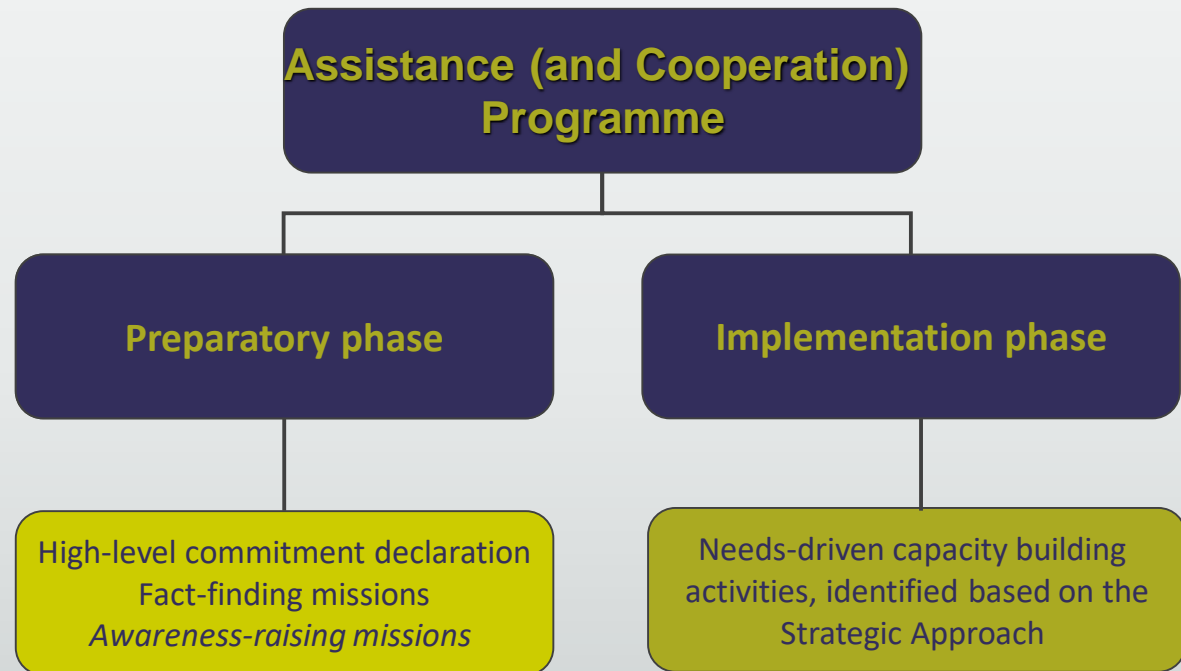 Assistance (and Cooperation)
Programme
Preparatory phase
Implementation phase
High-level commitment declaration
Fact-finding missions
Awareness-raising missions
Needs-driven capacity building
activities, identified based on the
Strategic Approach